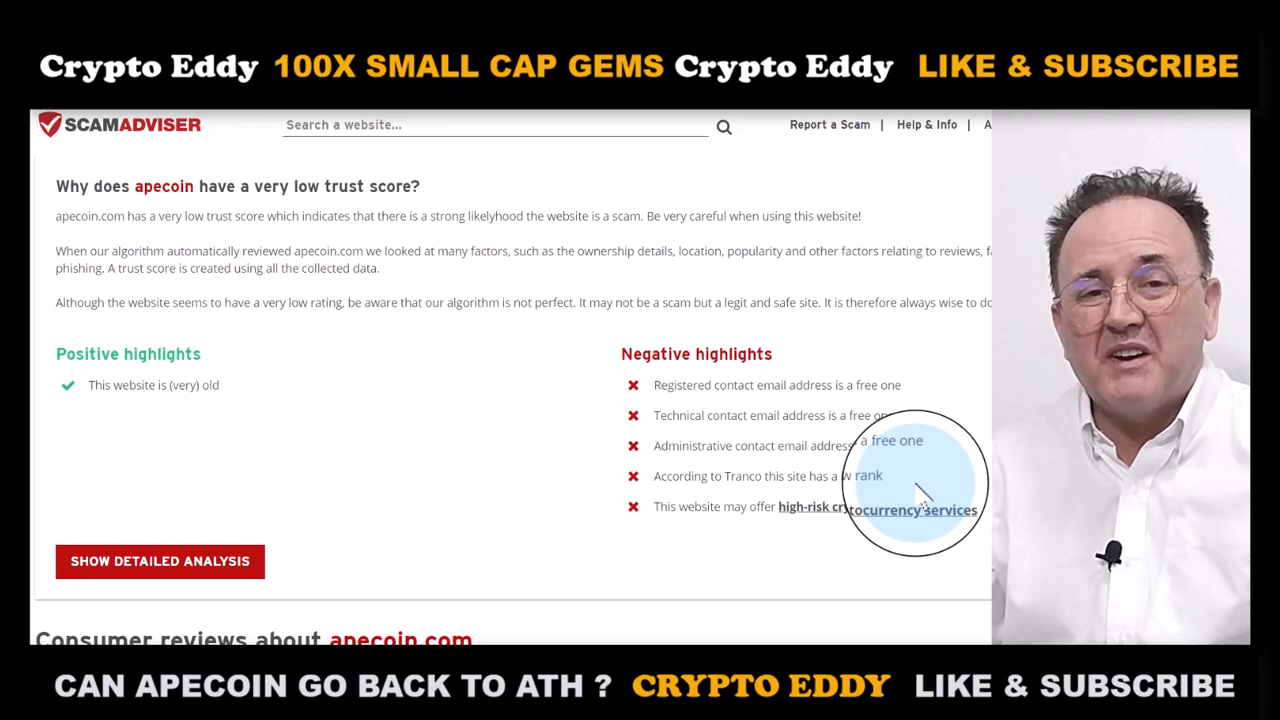 Crypto Eddy 100X SMALL CAP GEMS Crypto Eddy LIKE & SUBSCRIBE
SCAMADVISER Search a website... Report a Scam | Help & Info | A
Why does apecoin have a very low trust score?
apecoin.com has a very low trust score which indicates that there is a strong likelyhood the website is a scam. Be very careful when using this website!
When our algorithm automatically reviewed apecoin.com we looked at many factors, such as the ownership details, location, popularity and other factors relating to reviews,
phishing. A trust score is created using all the collected data.
Although the website seems to have a very low rating, be aware that our algorithm is not perfect. It may not be a scam but a legit and safe site. It is therefore always wise to
Positive highlights
This website is (very) old
Negative highlights
Registered contact email address is a free one
Technical contact email address is a free one
Administrative contact email address a free one
According to Tranco this site has a w rank
This website may offer high-risk cryptocurrency services
SHOW DETAILED ANALYSIS
Consumer reviews about apecoin.com
CAN APECOIN GO BACK TO ATH ? CRYPTO EDDY LIKE & SUBSCRIBE